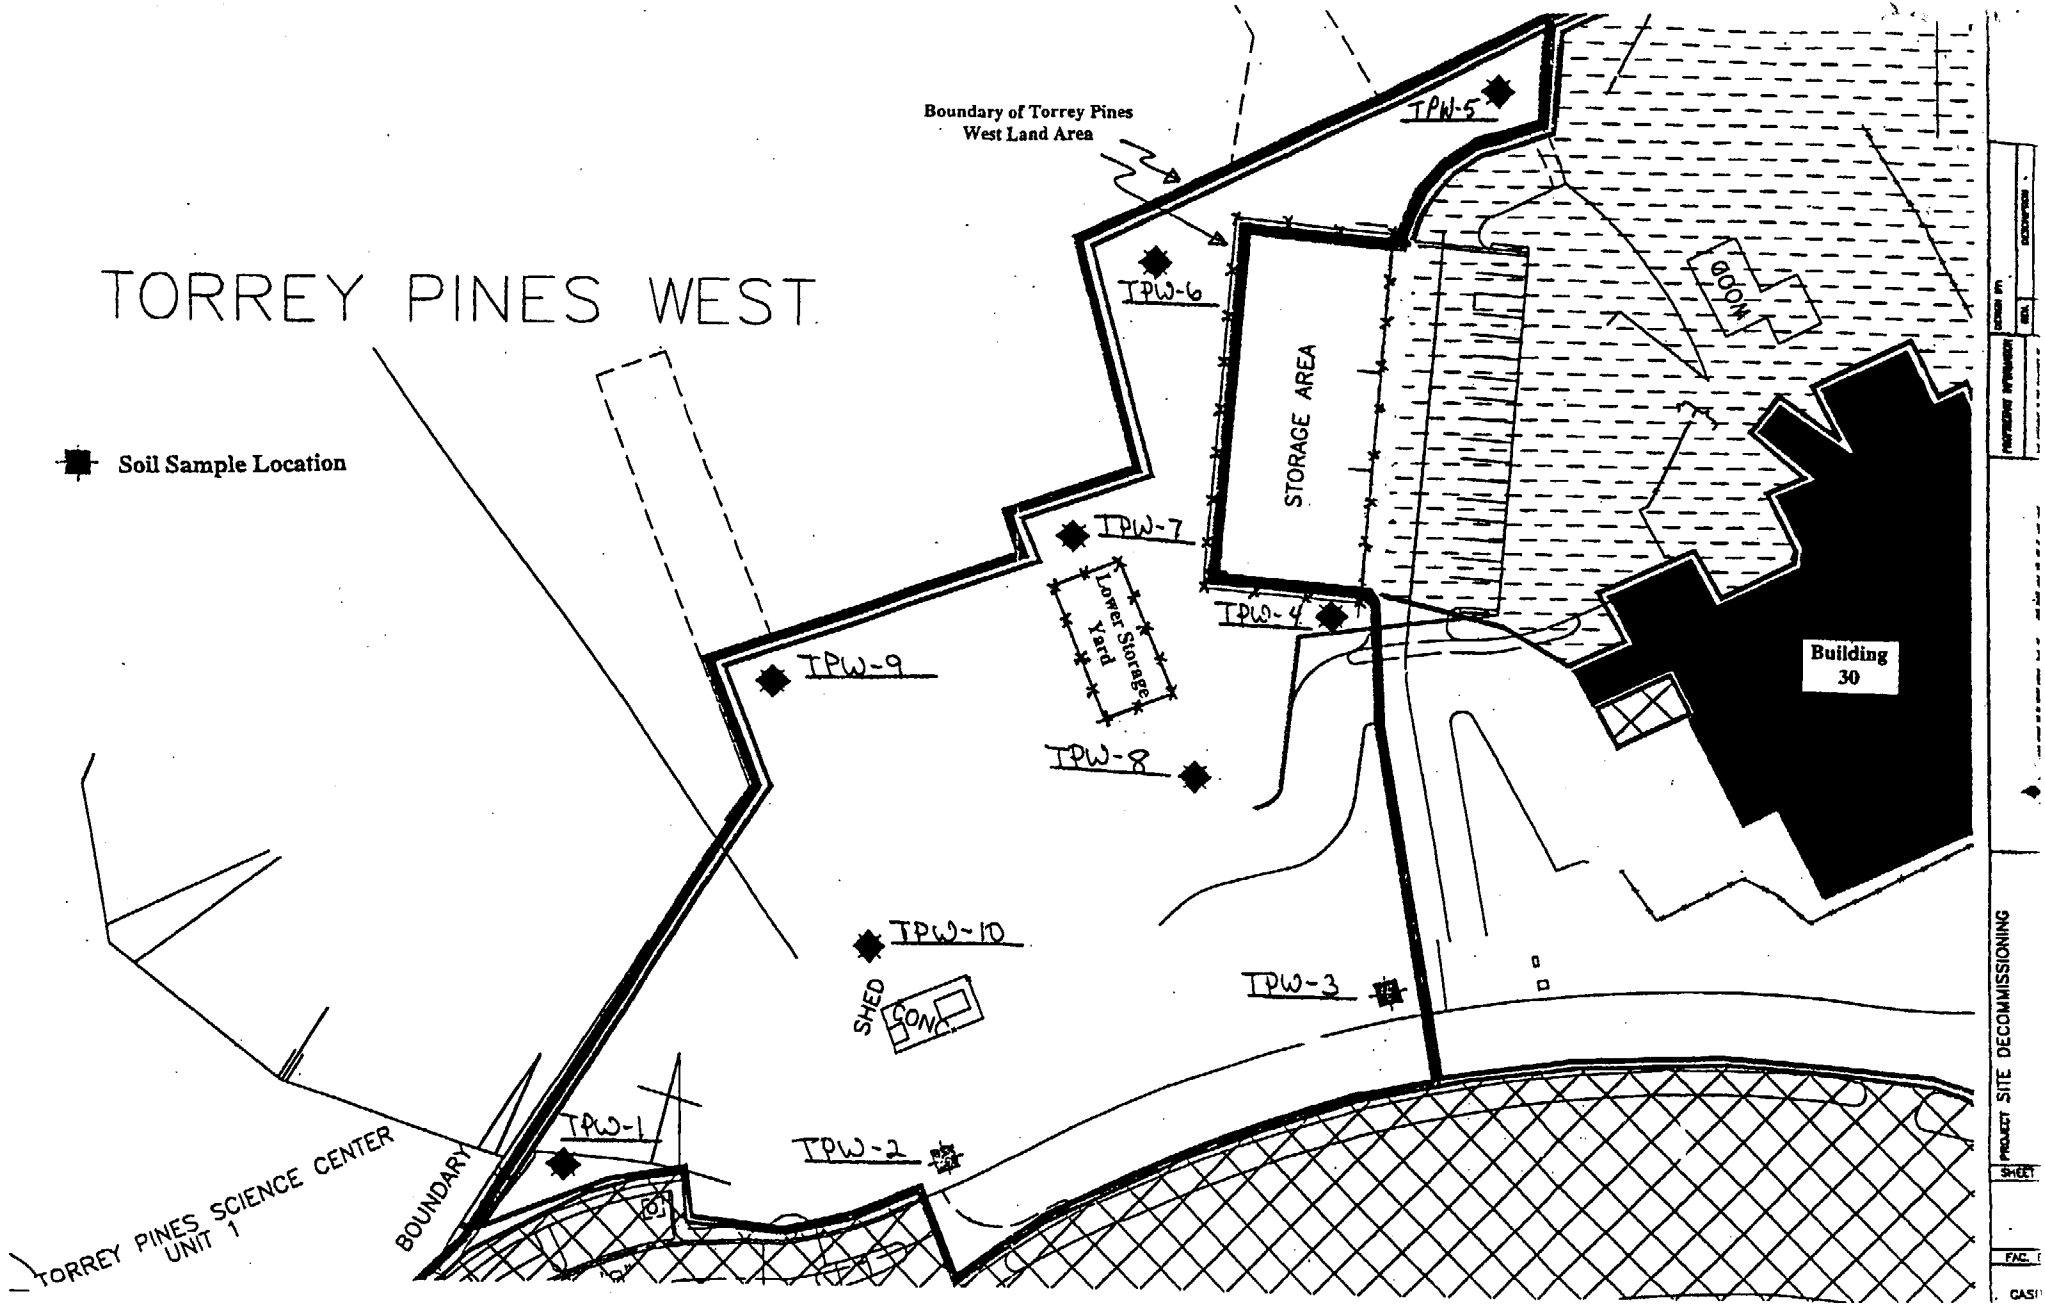 Boundary of Torrey Pines
West Land Area
TPW-5
TORREY PINES WEST
TPW-6
WOOD
STORAGE AREA
Soil Sample Location
TPW-7
Lower Storage
Yard
TPW-4
TPW-9
Building
30
TPW-8
TPW-10
SHED
CONC
TPW-3
TPW-1
TPW-2
BOUNDARY
TORREY PINES SCIENCE CENTER
UNIT 1
DESCRIPTION
PROJECT SITE DECOMMISSIONING
SHEET
FAC.